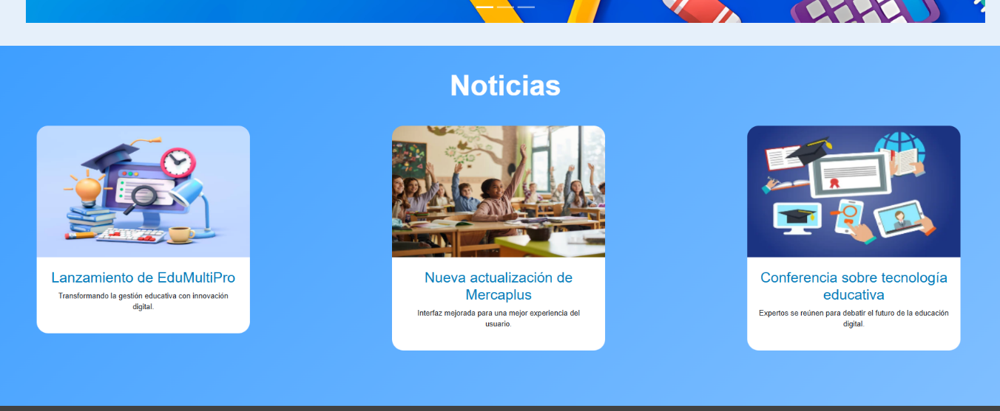 Noticias
Lanzamiento de EduMultiPro
Transformando la gestión educativa con innovación
digital.
Nueva actualización de
Mercaplus
Interfaz mejorada para una mejor experiencia del
usuario.
Conferencia sobre tecnología
educativa
Expertos se reúnen para debatir el futuro de la educación
digital.